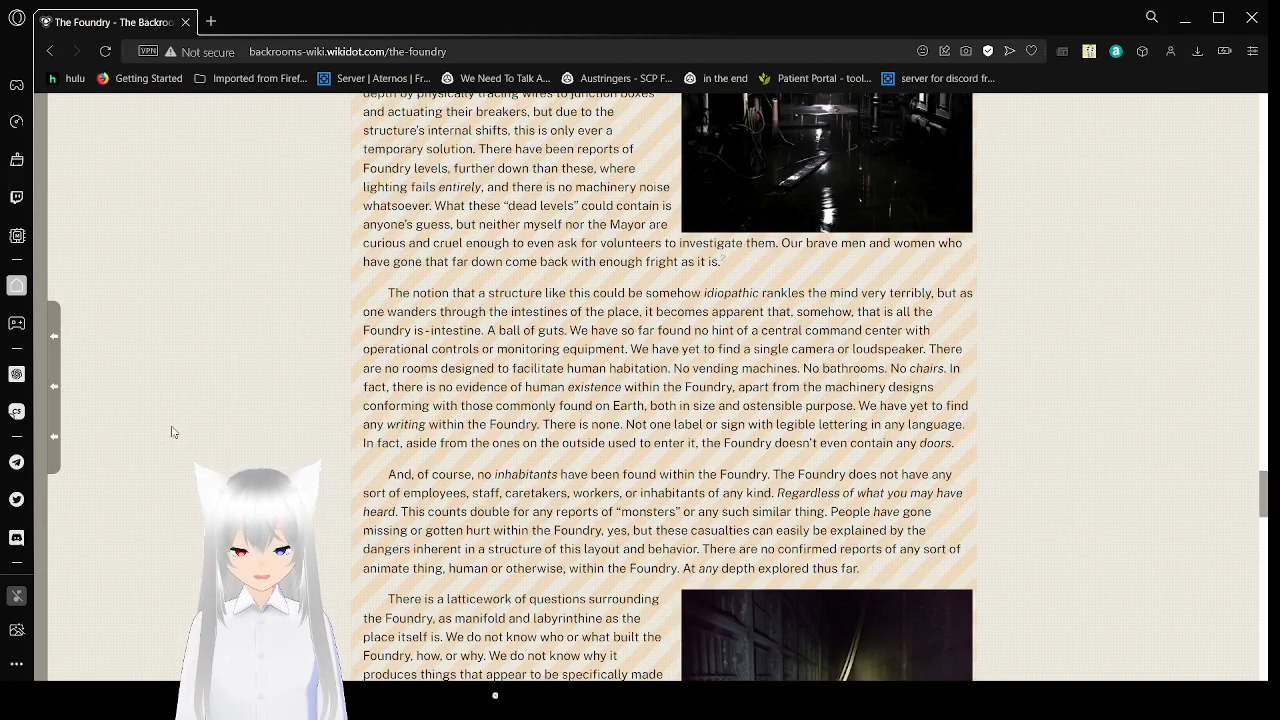 The Foundry - The Backroo
Not secure
backrooms-wiki.wikidot.com/the-foundry
VPN
hulu
Getting Started
Imported from Firef...
Server | Aternos | Fr...
We Need To Talk A...
Austringers - SCP F...
in the end
Patient Portal - tool...
server for discord fr...
depth by physically tracing wires to junction boxes
and actuating their breakers, but due to the
structure's internal shifts, this is only ever a
temporary solution. There have been reports of
Foundry levels, further down than these, where
lighting fails entirely, and there is no machinery noise
whatsoever. What these “dead levels” could contain is
anyone's guess, but neither myself nor the Mayor are
curious and cruel enough to even ask for volunteers to investigate them. Our brave men and women who
have gone that far down come back with enough fright as it is.2
The notion that a structure like this could be somehow idiopathic rankles the mind very terribly, but as
one wanders through the intestines of the place, it becomes apparent that, somehow, that is all the
Foundry is - intestine. A ball of guts. We have so far found no hint of a central command center with
operational controls or monitoring equipment. We have yet to find a single camera or loudspeaker. There
are no rooms designed to facilitate human habitation. No vending machines. No bathrooms. No chairs. In
fact, there is no evidence of human existence within the Foundry, apart from the machinery designs
conforming with those commonly found on Earth, both in size and ostensible purpose. We have yet to find
any writing within the Foundry. There is none. Not one label or sign with legible lettering in any language.
In fact, aside from the ones on the outside used to enter it, the Foundry doesn't even contain any doors.
And, of course, no inhabitants have been found within the Foundry. The Foundry does not have any
sort of employees, staff, caretakers, workers, or inhabitants of any kind. Regardless of what you may have
heard. This counts double for any reports of “monsters” or any such similar thing. People have gone
missing or gotten hurt within the Foundry, yes, but these casualties can easily be explained by the
dangers inherent in a structure of this layout and behavior. There are no confirmed reports of any sort of
animate thing, human or otherwise, within the Foundry. At any depth explored thus far.
There is a latticework of questions surrounding
the Foundry, as manifold and labyrinthine as the
place itself is. We do not know who or what built the
Foundry, how, or why. We do not know why it
produces things that appear to be specifically made